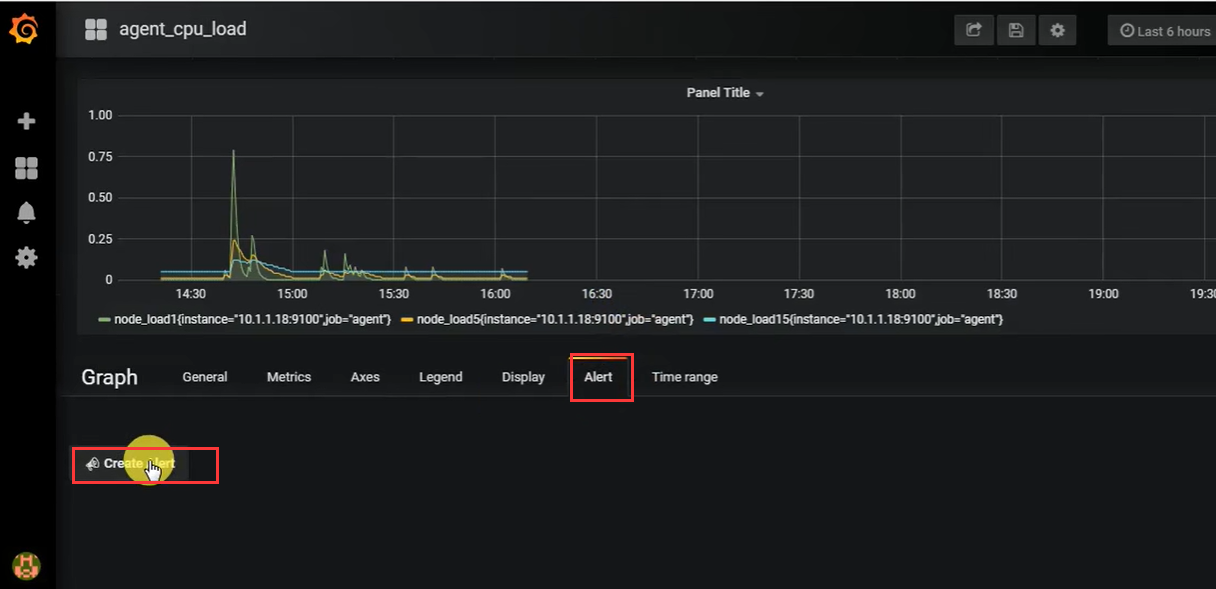 agent_cpu_load
Last 6 hours
Panel Title
1.00
0.75
0.50
0.25
0
14:30 15:00 15:30 16:00 16:30 17:00 17:30 18:00 18:30 19:00 19:30
node_load1{instance="10.1.1.18:9100",job="agent"} node_load5{instance="10.1.1.18:9100",job="agent"} node_load15{instance="10.1.1.18:9100",job="agent"}
Graph General Metrics Axes Legend Display Alert Time range
Create Alert